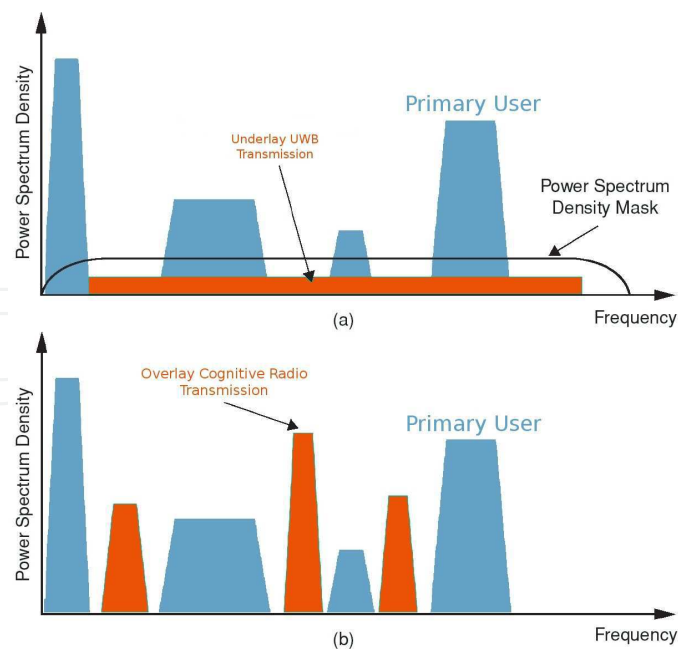 Power Spectrum Density
Primary User
Underlay UWB
Transmission
Power Spectrum
Density Mask
(a)
Frequency
Power Spectrum Density
Overlay Cognitive Radio
Transmission
Primary User
(b)
Frequency